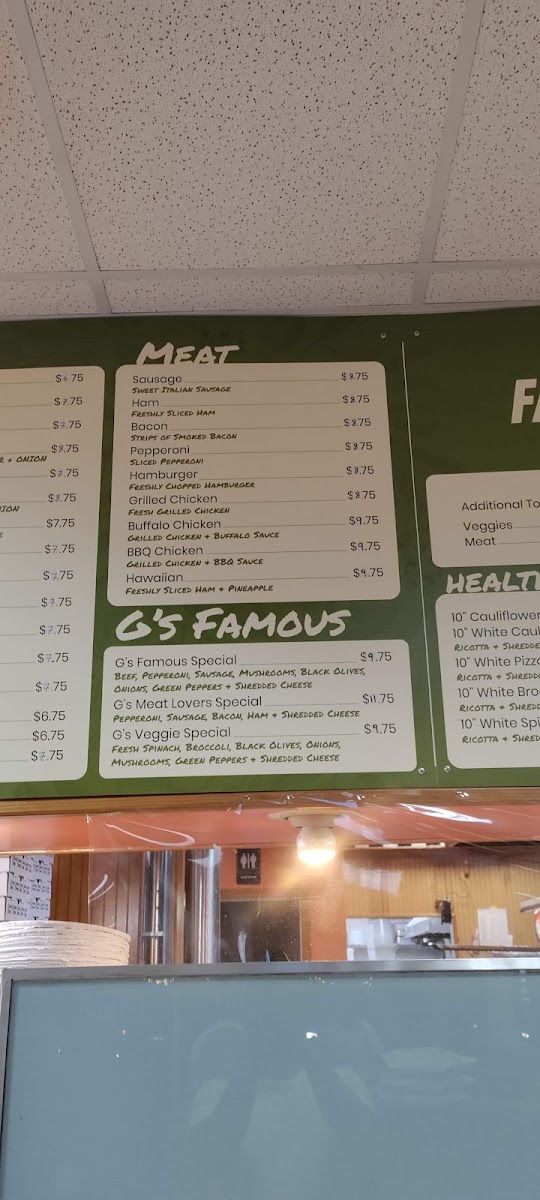 $6.75
$7.75
$7.75
$8.75
+ ONION
$7.75
$8.75
$7.75
$7.75
$7.75
$7.75
$7.75
$7.75
$7.75
$6.75
$6.75
$7.75
MEAT
Sausage $8.75
SWEET ITALIAN SAUSAGE
Ham $8.75
FRESHLY SLICED HAM
Bacon $8.75
STRIPS OF SMOKED BACON
Pepperoni $8.75
SLICED PEPPERONI
Hamburger $8.75
FRESHLY CHOPPED HAMBURGER
Grilled Chicken $8.75
FRESH GRILLED CHICKEN
Buffalo Chicken $9.75
GRILLED CHICKEN + BUFFALO SAUCE
BBQ Chicken $9.75
GRILLED CHICKEN + BBQ SAUCE
Hawaiian $9.75
FRESHLY SLICED HAM + PINEAPPLE
G'S FAMOUS
G's Famous Special $9.75
BEEF, PEPPERONI, SAUSAGE, MUSHROOMS, BLACK OLIVES,
ONIONS, GREEN PEPPERS + SHREDDED CHEESE
G's Meat Lovers Special $11.75
PEPPERONI, SAUSAGE, BACON, HAM + SHREDDED CHEESE
G's Veggie Special $9.75
FRESH SPINACH, BROCCOLI, BLACK OLIVES, ONIONS,
MUSHROOMS, GREEN PEPPERS + SHREDDED CHEESE
FA
Additional To
Veggies
Meat
HEALT
10" Cauliflower
10" White Caul
RICOTTA + SHREDDE
10" White Pizz
RICOTTA + SHRED
10" White Bro
RICOTTA + SHRED
10" White Spi
RICOTTA + SHRED